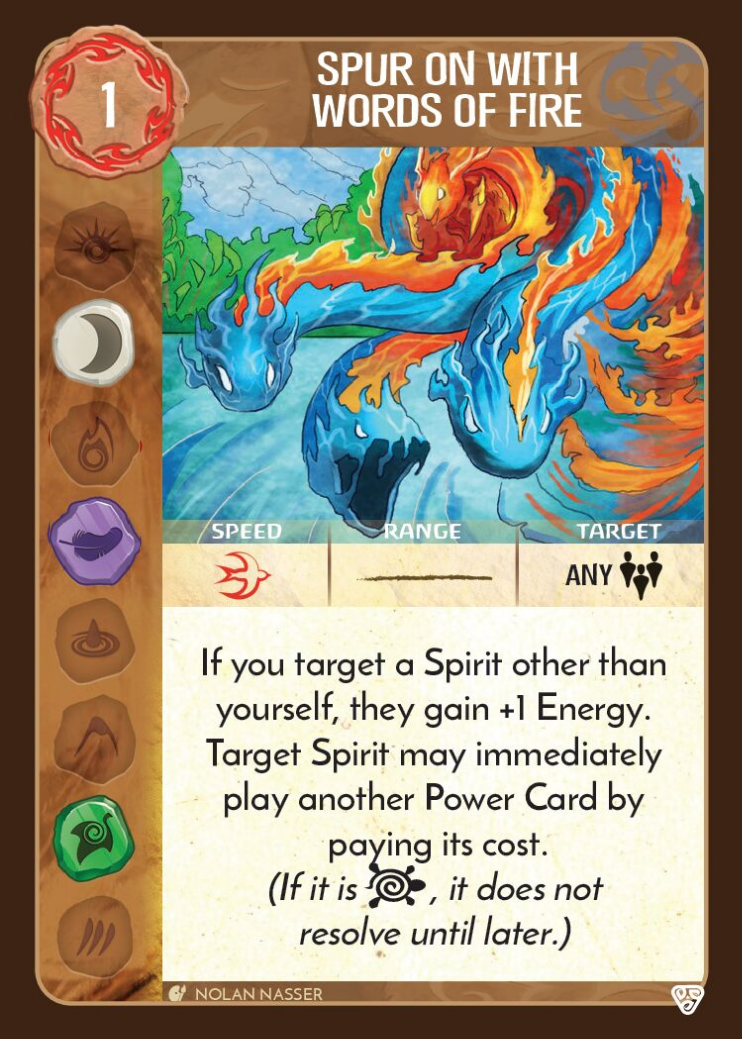 1
SPUR ON WITH
WORDS OF FIRE
SPEED RANGE TARGET
ANY
If you target a Spirit other than
yourself, they gain +1 Energy.
Target Spirit may immediately
play another Power Card by
paying its cost.
(If it is , it does not
resolve until later.)
NOLAN NASSER